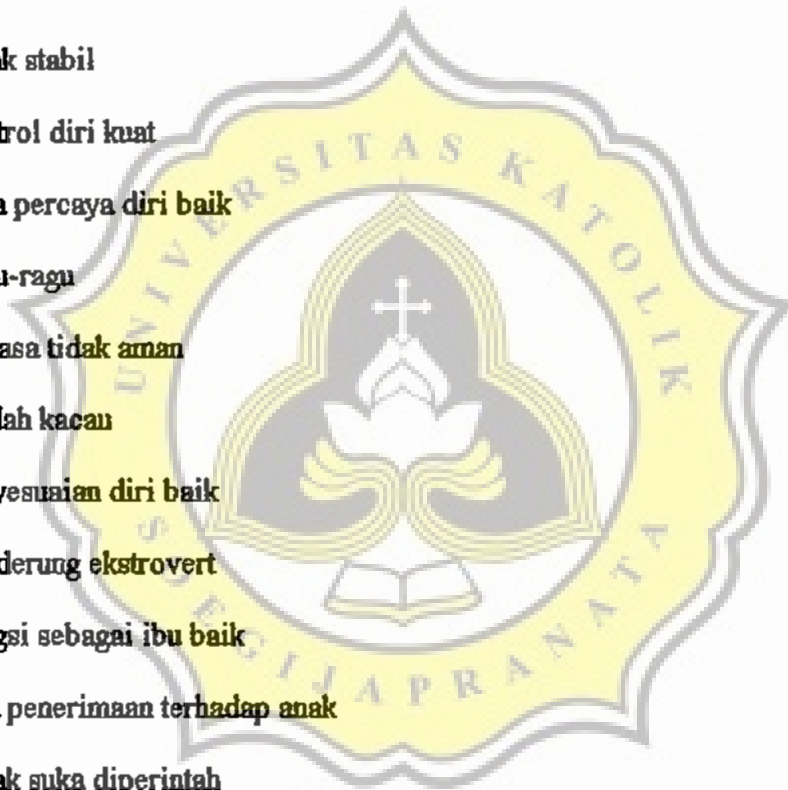 k stabil
trol diri kuat
a percaya diri baik
u-ragu
asa tidak aman
lah kacau
yesuaian diri baik
derung ekstrovert
gsi sebagai ibu baik
penerimaan terhadap anak
ak suka diperintah
UNIVERSITAS KATOLIK
SOEGIJAPRANATA